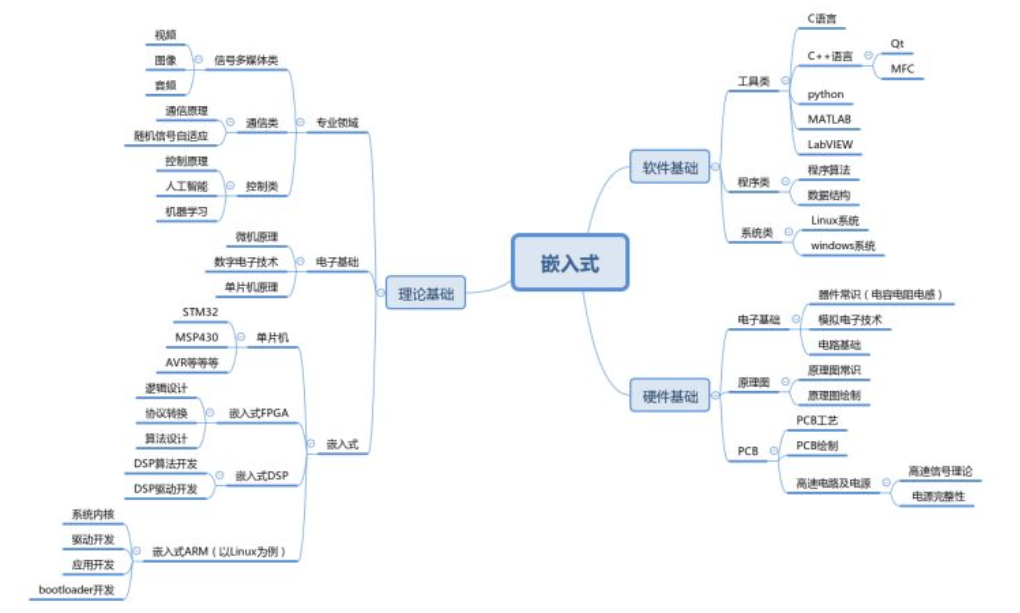 嵌入式
软件基础
工具类
C语言
C++语言
Qt
MFC
python
MATLAB
LabVIEW
程序类
程序算法
数据结构
系统类
Linux系统
windows系统
硬件基础
电子基础
器件常识（电容电阻电感）
模拟电子技术
电路基础
原理图
原理图常识
原理图绘制
PCB
PCB工艺
PCB绘制
高速电路及电源
高速信号理论
电源完整性
理论基础
专业领域
信号多媒体类
视频
图像
音频
通信类
通信原理
随机信号自适应
控制类
控制原理
人工智能
机器学习
电子基础
微机原理
数字电子技术
单片机原理
嵌入式
单片机
STM32
MSP430
AVR等等等
嵌入式FPGA
逻辑设计
协议转换
算法设计
嵌入式DSP
DSP算法开发
DSP驱动开发
嵌入式ARM（以Linux为例）
系统内核
驱动开发
应用开发
bootloader开发